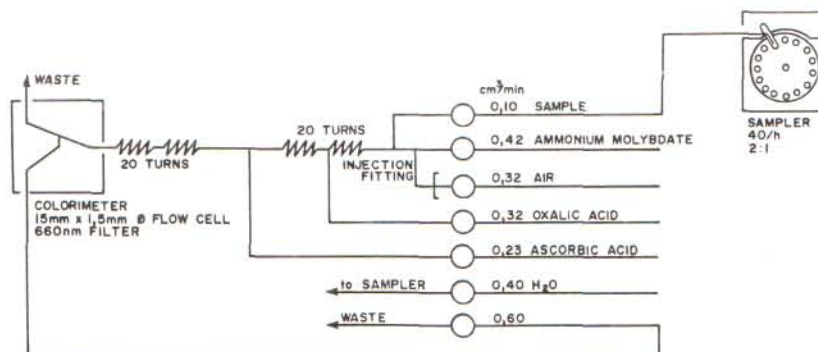 WASTE
cm³/min
0,10 SAMPLE
20 TURNS
0,42 AMMONIUM MOLYBDATE
SAMPLER
40/h
2:1
20 TURNS
INJECTION
FITTING
0,32 AIR
COLORIMETER
15mm x 1,5mm Ø FLOW CELL
660nm FILTER
0,32 OXALIC ACID
0,23 ASCORBIC ACID
to SAMPLER
0,40 H₂O
WASTE
0,60